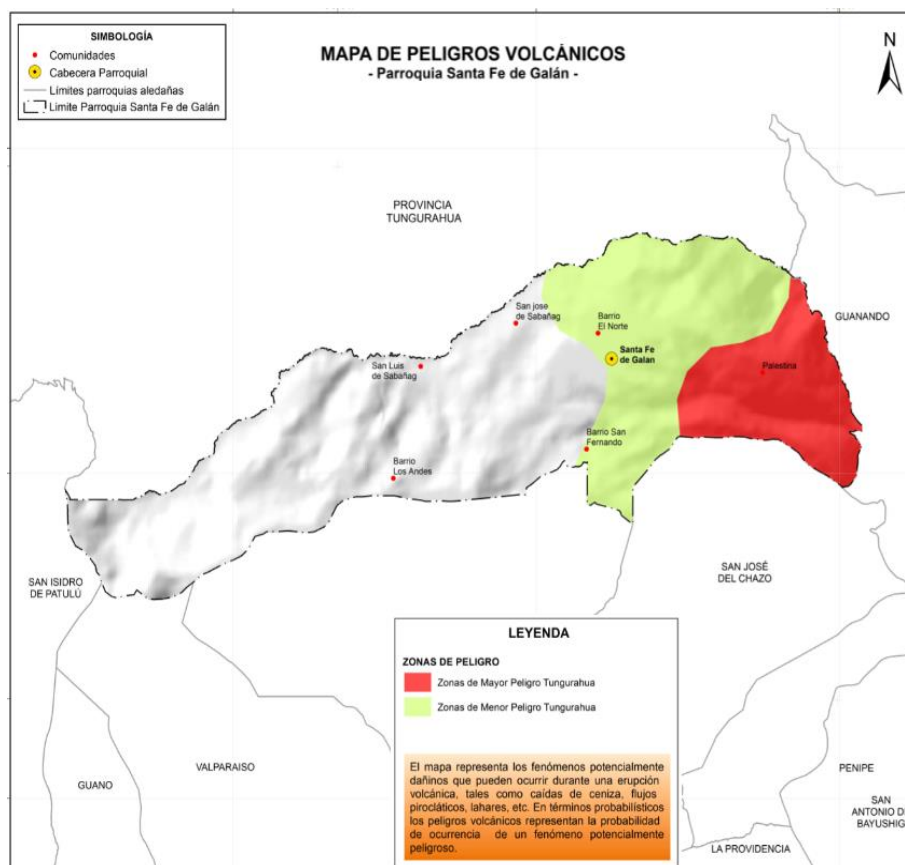 SIMBOLOGÍA
Comunidades
Cabecera Parroquial
Límites parroquias aledañas
Límite Parroquia Santa Fe de Galán
MAPA DE PELIGROS VOLCÁNICOS
- Parroquia Santa Fe de Galán -
N
PROVINCIA
TUNGURAHUA
San jose
de Sabañag
Barrio
El Norte
GUANANDO
Santa Fe
de Galan
San Luis
de Sabañag
Palestina
Barrio San
Fernando
Barrio
Los Andes
SAN ISIDRO
DE PATULÚ
SAN JOSÉ
DEL CHAZO
LEYENDA
ZONAS DE PELIGRO
Zonas de Mayor Peligro Tungurahua
Zonas de Menor Peligro Tungurahua
El mapa representa los fenómenos potencialmente
dañinos que pueden ocurrir durante una erupción
volcánica, tales como caídas de ceniza, flujos
pirocláticos, lahares, etc. En términos probabilísticos
los peligros volcánicos representan la probabilidad
de ocurrencia de un fenómeno potencialmente
peligroso.
GUANO
VALPARAISO
PENIPE
SAN
ANTONIO DE
BAYUSHIG
LA PROVIDENCIA